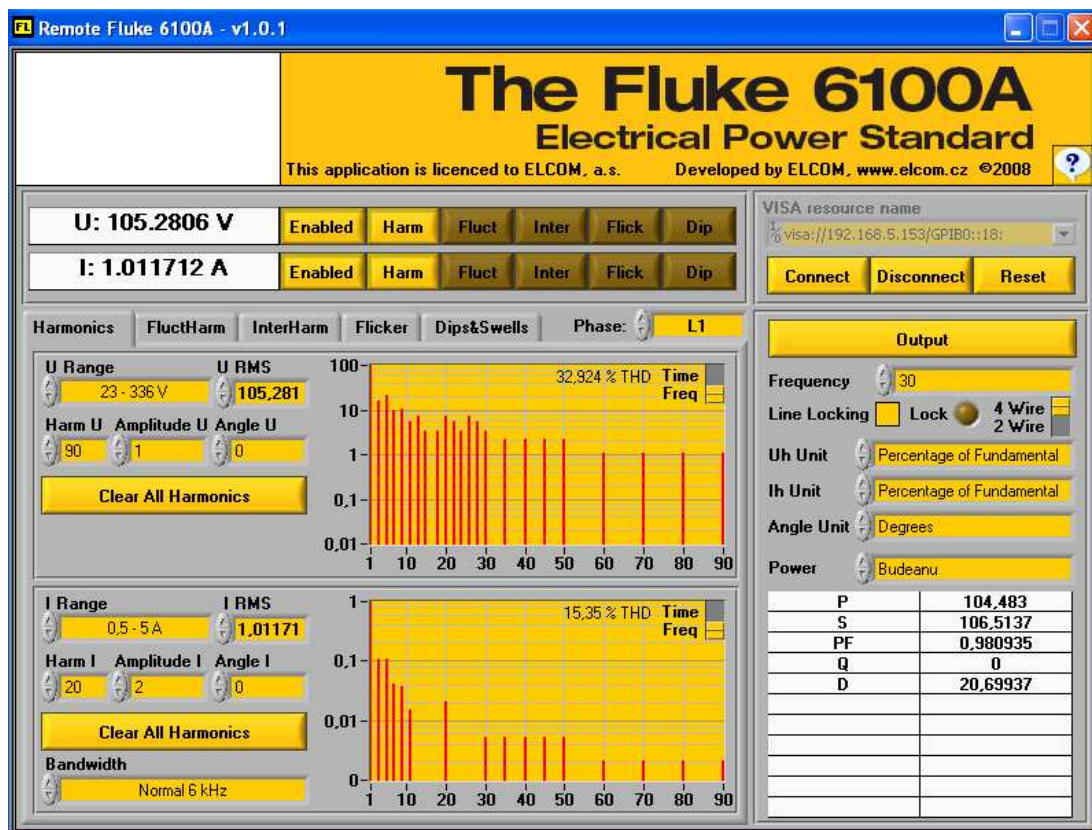 FL Remote Fluke 6100A - v1.0.1
The Fluke 6100A
Electrical Power Standard
This application is licenced to ELCOM, a.s. Developed by ELCOM, www.elcom.cz ©2008
?
U: 105.2806 V Enabled Harm Fluct Inter Flick Dip
I: 1.011712 A Enabled Harm Fluct Inter Flick Dip
VISA resource name
visa://192.168.5.153/GPIB0::18:
Connect Disconnect Reset
Harmonics FluctHarm InterHarm Flicker Dips&Swells Phase: L1
U Range U RMS
23 - 336 V 105,281
Harm U Amplitude U Angle U
90 1 0
Clear All Harmonics
32,924 % THD Time
Freq
100
10
1
0,1
0,01
1 10 20 30 40 50 60 70 80 90
I Range I RMS
0,5 - 5 A 1,01171
Harm I Amplitude I Angle I
20 2 0
Clear All Harmonics
Bandwidth
Normal 6 kHz
15,35 % THD Time
Freq
1
0,1
0,01
0
1 10 20 30 40 50 60 70 80 90
Output
Frequency 30
Line Locking Lock 4 Wire
2 Wire
Uh Unit Percentage of Fundamental
Ih Unit Percentage of Fundamental
Angle Unit Degrees
Power Budeanu
P 104,483
S 106,5137
PF 0,980935
Q 0
D 20,69937